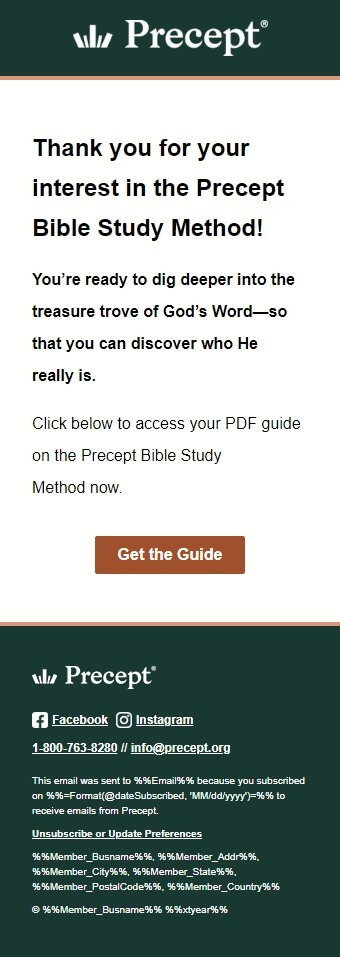 Precept®
Thank you for your
interest in the Precept
Bible Study Method!
You’re ready to dig deeper into the
treasure trove of God’s Word—so
that you can discover who He
really is.
Click below to access your PDF guide
on the Precept Bible Study
Method now.
Get the Guide
Precept®
Facebook Instagram
1-800-763-8280 // info@precept.org
This email was sent to %%Email%% because you subscribed
on %%=Format(@dateSubscribed, 'MM/dd/yyyy')=%% to
receive emails from Precept.
Unsubscribe or Update Preferences
%%Member_Busname%%, %%Member_Addr%%,
%%Member_City%%, %%Member_State%%,
%%Member_PostalCode%%, %%Member_Country%%
© %%Member_Busname%% %%xtyear%%